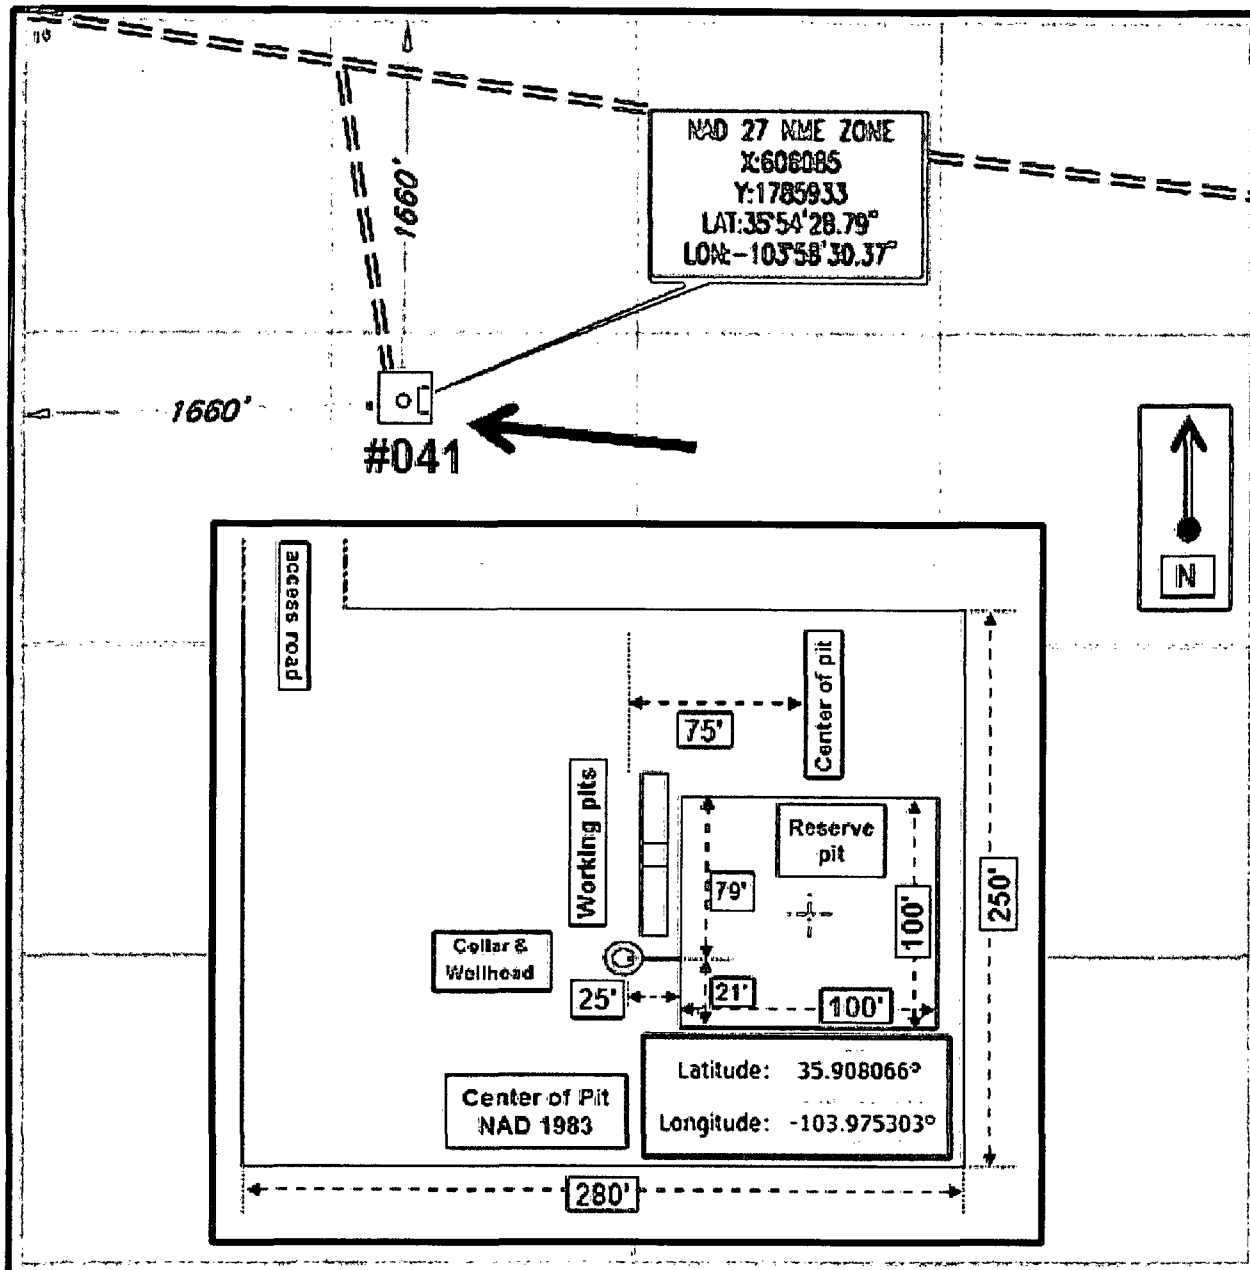 1660'
NAD 27 NME ZONE
Y:1785933
LAT:35°54'28.79"
LON:-103°58'30.37"
1660'
#041
N
access road
Center of pit
75'
Working pits
Reserve
pit
79'
100'
250'
Cellar &
Wellhead
25'
21'
100'
Latitude: 35.908066°
Longitude: -103.975303°
Center of Pit
NAD 1983
280'